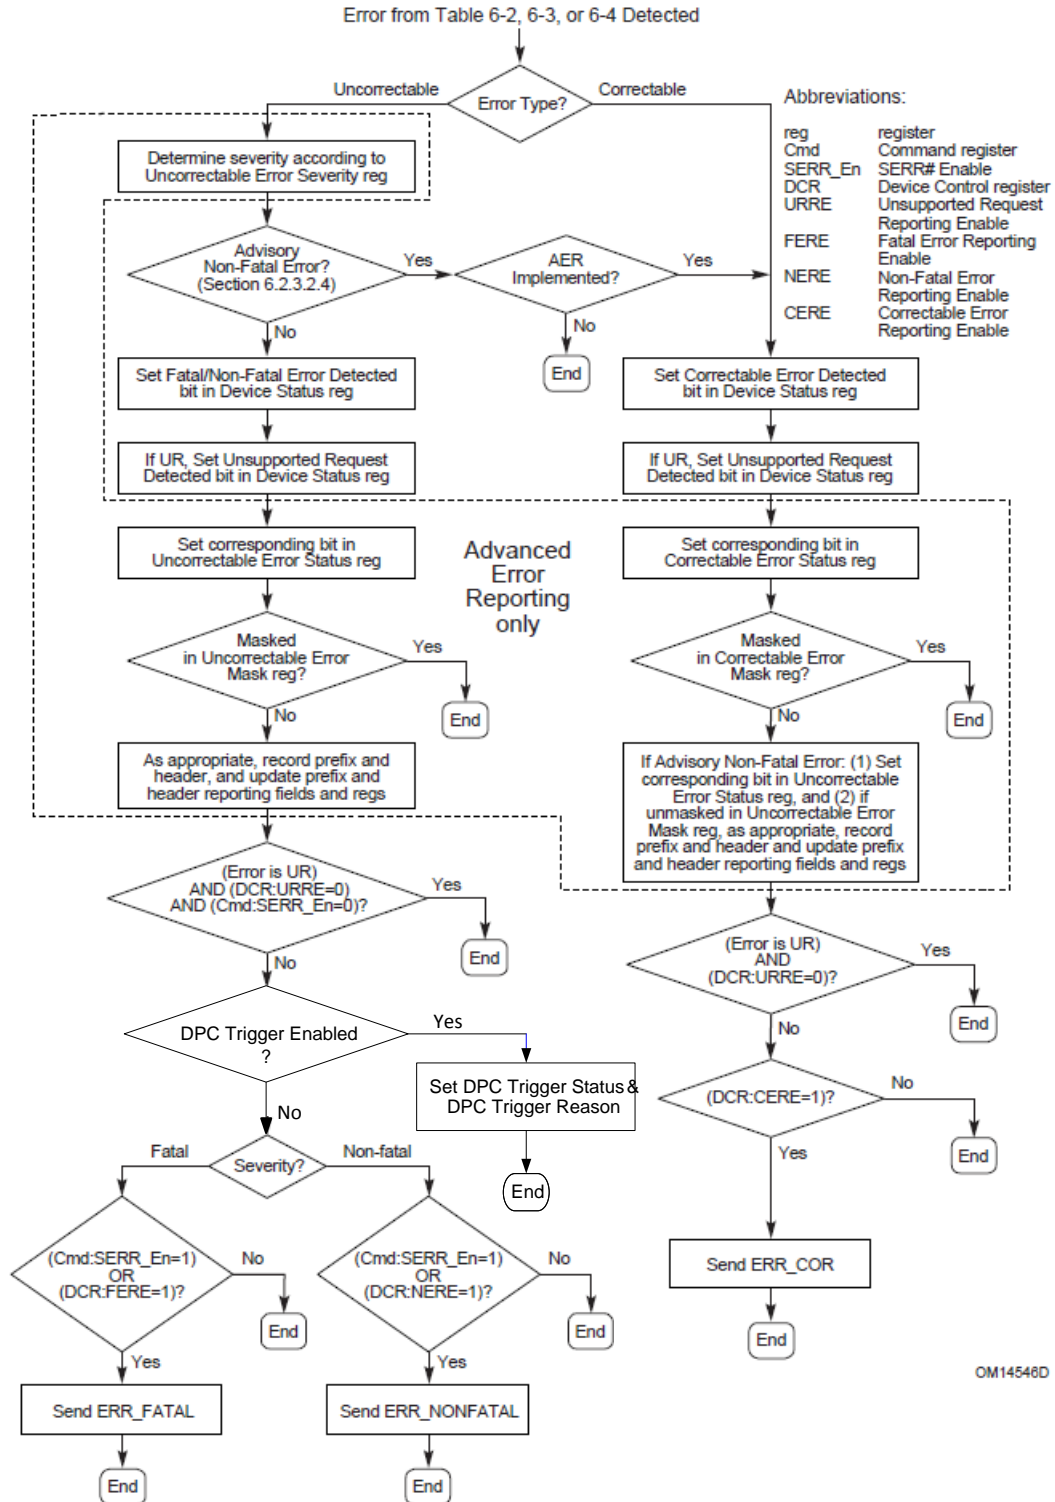 Error from Table 6-2, 6-3, or 6-4 Detected
Uncorrectable
Error Type?
Correctable
Abbreviations:
reg register
Cmd Command register
SERR_En SERR# Enable
DCR Device Control register
URRE Unsupported Request
Reporting Enable
FERE Fatal Error Reporting
Enable
NERE Non-Fatal Error
Reporting Enable
CERE Correctable Error
Reporting Enable
Determine severity according to
Uncorrectable Error Severity reg
Advisory
Non-Fatal Error?
(Section 6.2.3.2.4)
Yes
No
AER
Implemented?
Yes
No
End
Set Fatal/Non-Fatal Error Detected
bit in Device Status reg
Set Correctable Error Detected
bit in Device Status reg
If UR, Set Unsupported Request
Detected bit in Device Status reg
If UR, Set Unsupported Request
Detected bit in Device Status reg
Set corresponding bit in
Uncorrectable Error Status reg
Advanced
Error
Reporting
only
Set corresponding bit in
Correctable Error Status reg
Masked
in Uncorrectable Error
Mask reg?
Yes
End
No
Masked
in Correctable Error
Mask reg?
Yes
End
No
As appropriate, record prefix and
header, and update prefix and
header reporting fields and regs
If Advisory Non-Fatal Error: (1) Set
corresponding bit in Uncorrectable
Error Status reg, and (2) if
unmasked in Uncorrectable Error
Mask reg, as appropriate, record
prefix and header and update prefix
and header reporting fields and regs
(Error is UR)
AND (DCR:URRE=0)
AND (Cmd:SERR_En=0)?
Yes
End
No
(Error is UR)
AND
(DCR:URRE=0)?
Yes
End
No
DPC Trigger Enabled
?
Yes
No
Set DPC Trigger Status &
DPC Trigger Reason
End
(DCR:CERE=1)?
No
End
Yes
Fatal
Severity?
Non-fatal
(Cmd:SERR_En=1)
OR
(DCR:FERE=1)?
No
End
Yes
(Cmd:SERR_En=1)
OR
(DCR:NERE=1)?
No
End
Yes
Send ERR_COR
End
Send ERR_FATAL
End
Send ERR_NONFATAL
End
OM14546D